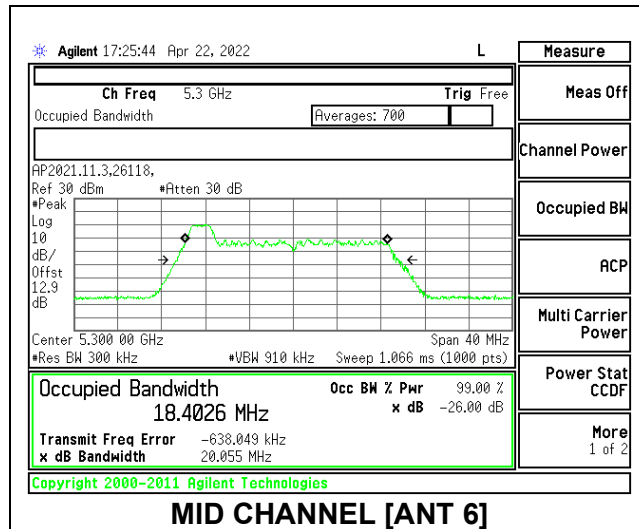 Agilent 17:25:44 Apr 22, 2022 L
Measure
Ch Freq 5.3 GHz Trig Free
Occupied Bandwidth Averages: 700
AP2021.11.3,26118,
Ref 30 dBm #Atten 30 dB
#Peak
Log
10
dB/
Offst
12.9
dB
Center 5.300 00 GHz Span 40 MHz
#Res BW 300 kHz #VBW 910 kHz Sweep 1.066 ms (1000 pts)
Occupied Bandwidth
18.4026 MHz
Occ BW % Pwr 99.00 %
x dB -26.00 dB
Transmit Freq Error -638.049 kHz
x dB Bandwidth 20.055 MHz
Copyright 2000-2011 Agilent Technologies
Meas Off
Channel Power
Occupied BW
ACP
Multi Carrier
Power
Power Stat
CCDF
More
1 of 2
MID CHANNEL [ANT 6]